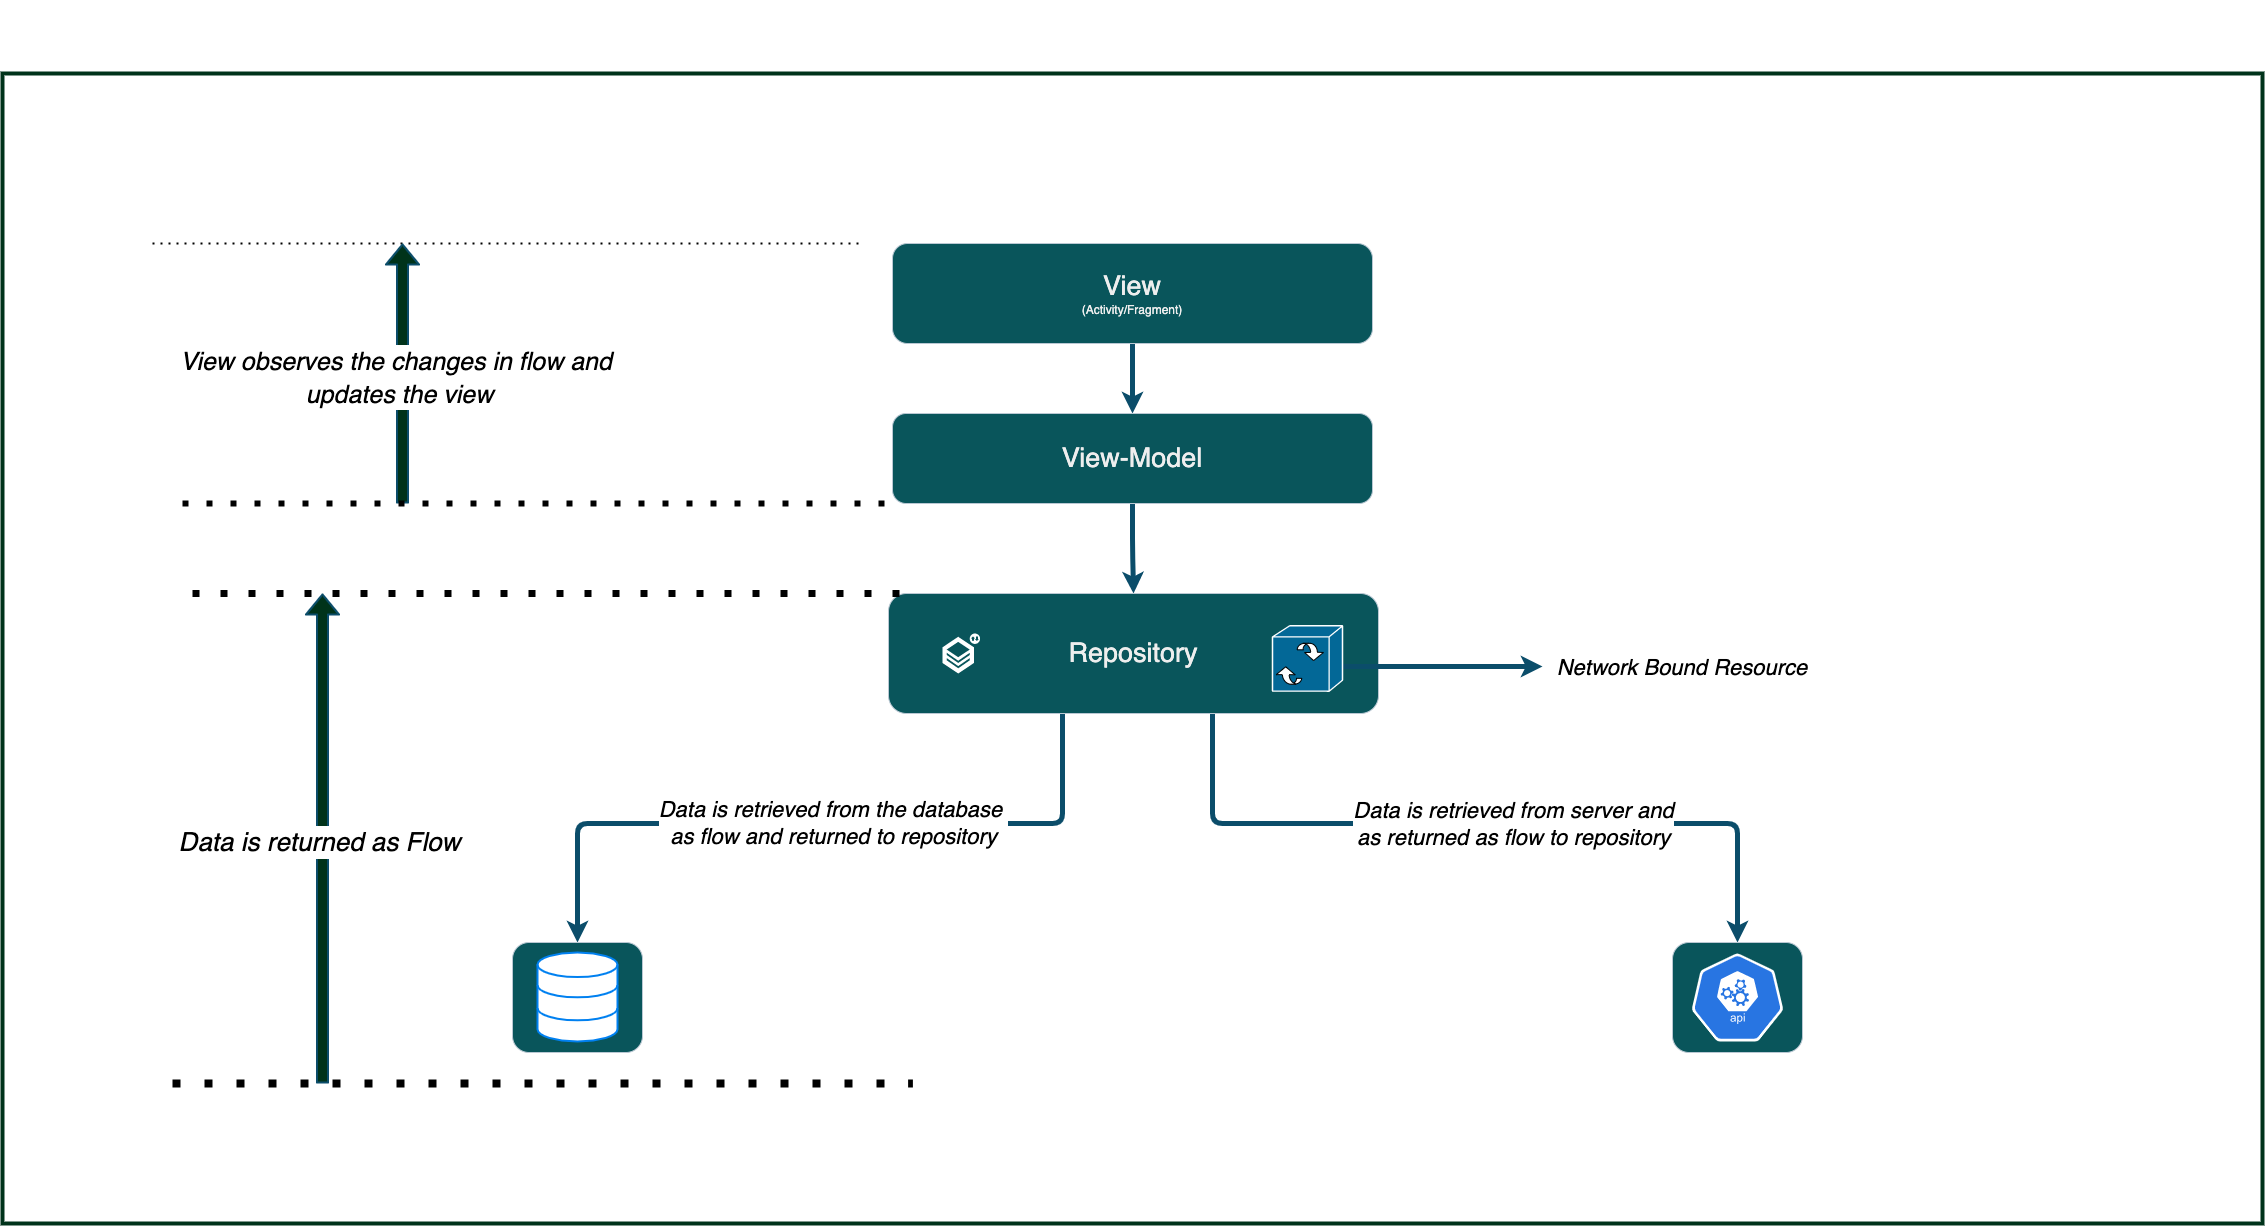 View
(Activity/Fragment)
View observes the changes in flow and
updates the view
View-Model
Repository
Network Bound Resource
Data is returned as Flow
Data is retrieved from the database
as flow and returned to repository
Data is retrieved from server and
as returned as flow to repository
api